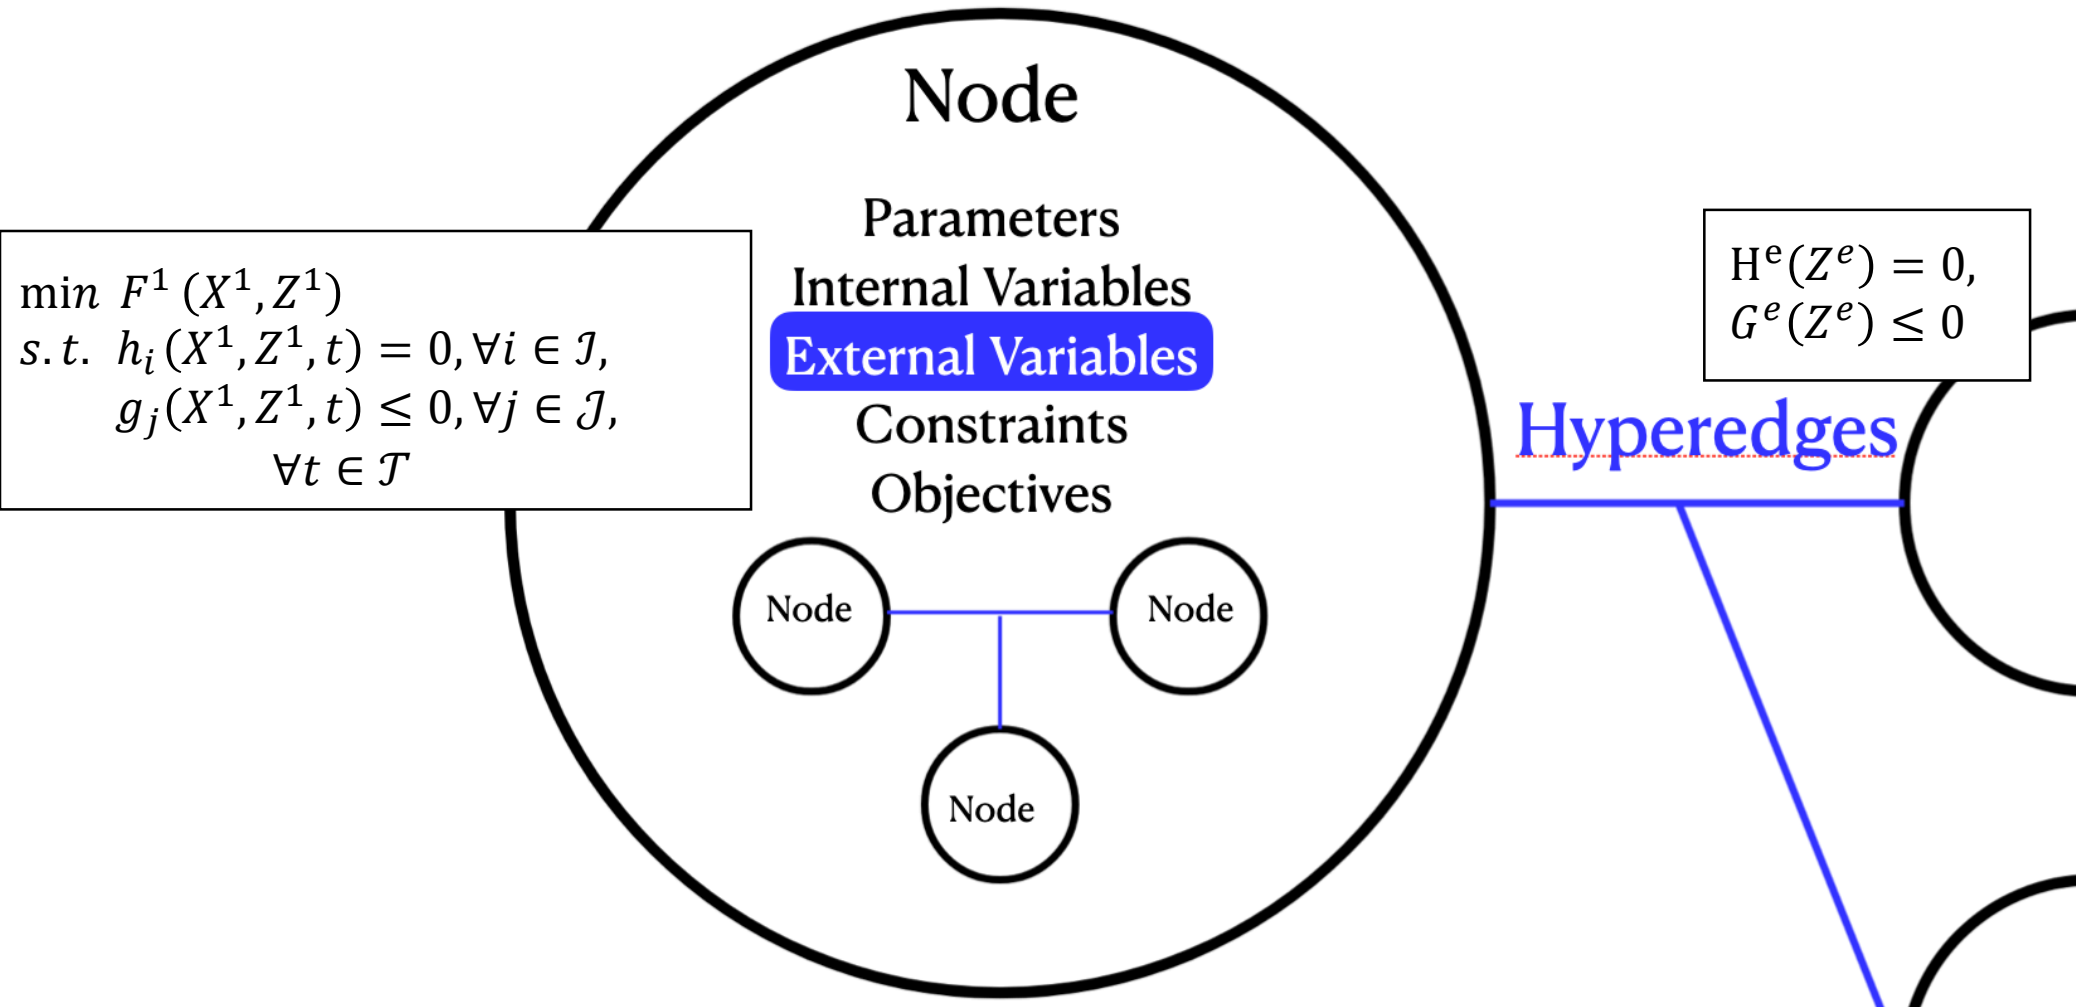 Node
Parameters
Internal Variables
External Variables
Constraints
Objectives
Node
Node
Node
min F¹ (X¹, Z¹)
s.t. hᵢ(X¹, Z¹, t) = 0, ∀i ∈ ℐ,
gⱼ(X¹, Z¹, t) ≤ 0, ∀j ∈ 𝒥,
∀t ∈ 𝒯
Hᵉ(Zᵉ) = 0,
Gᵉ(Zᵉ) ≤ 0
Hyperedges